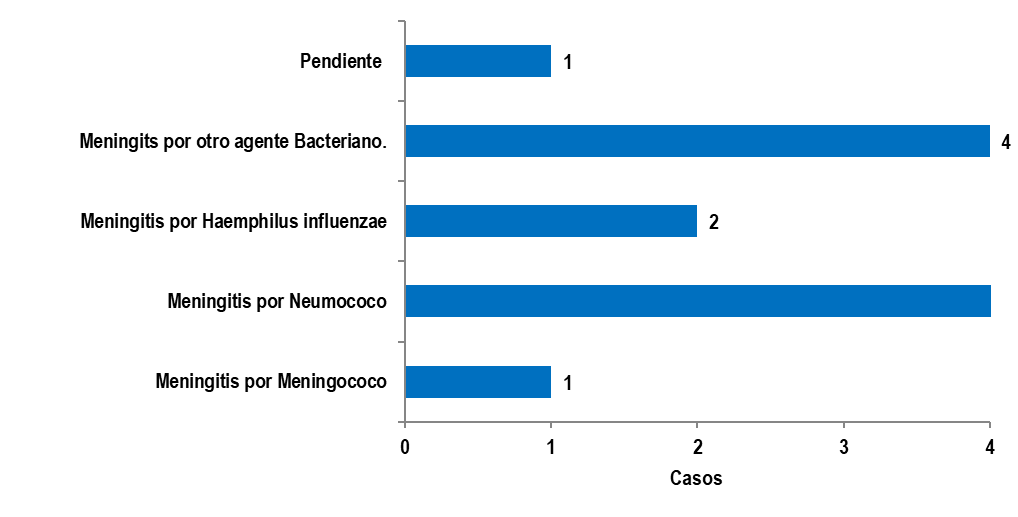 Pendiente
1
Meningits por otro agente Bacteriano.
4
Meningitis por Haemphilus influenzae
2
Meningitis por Neumococo
Meningitis por Meningococo
1
0 1 2 3 4
Casos